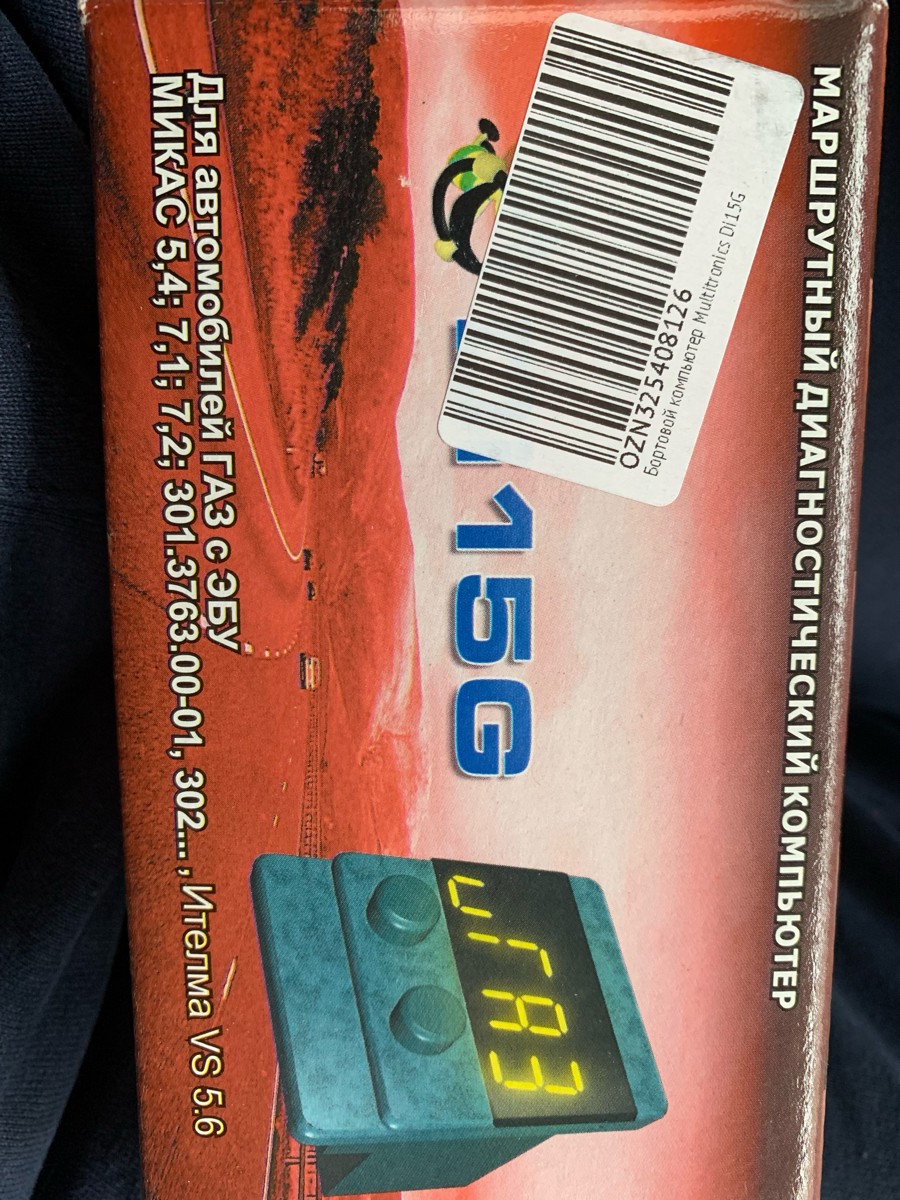 МАРШРУТНЫЙ ДИАГНОСТИЧЕСКИЙ КОМПЬЮТЕР
OZN325408126
Бортовой компьютер Multitronics Di15G
15G
uГАЗ
Для автомобилей ГАЗ с ЭБУ
МИКАС 5,4; 7,1; 7,2; 301.3763.00-01, 302... , Ителма VS 5.6